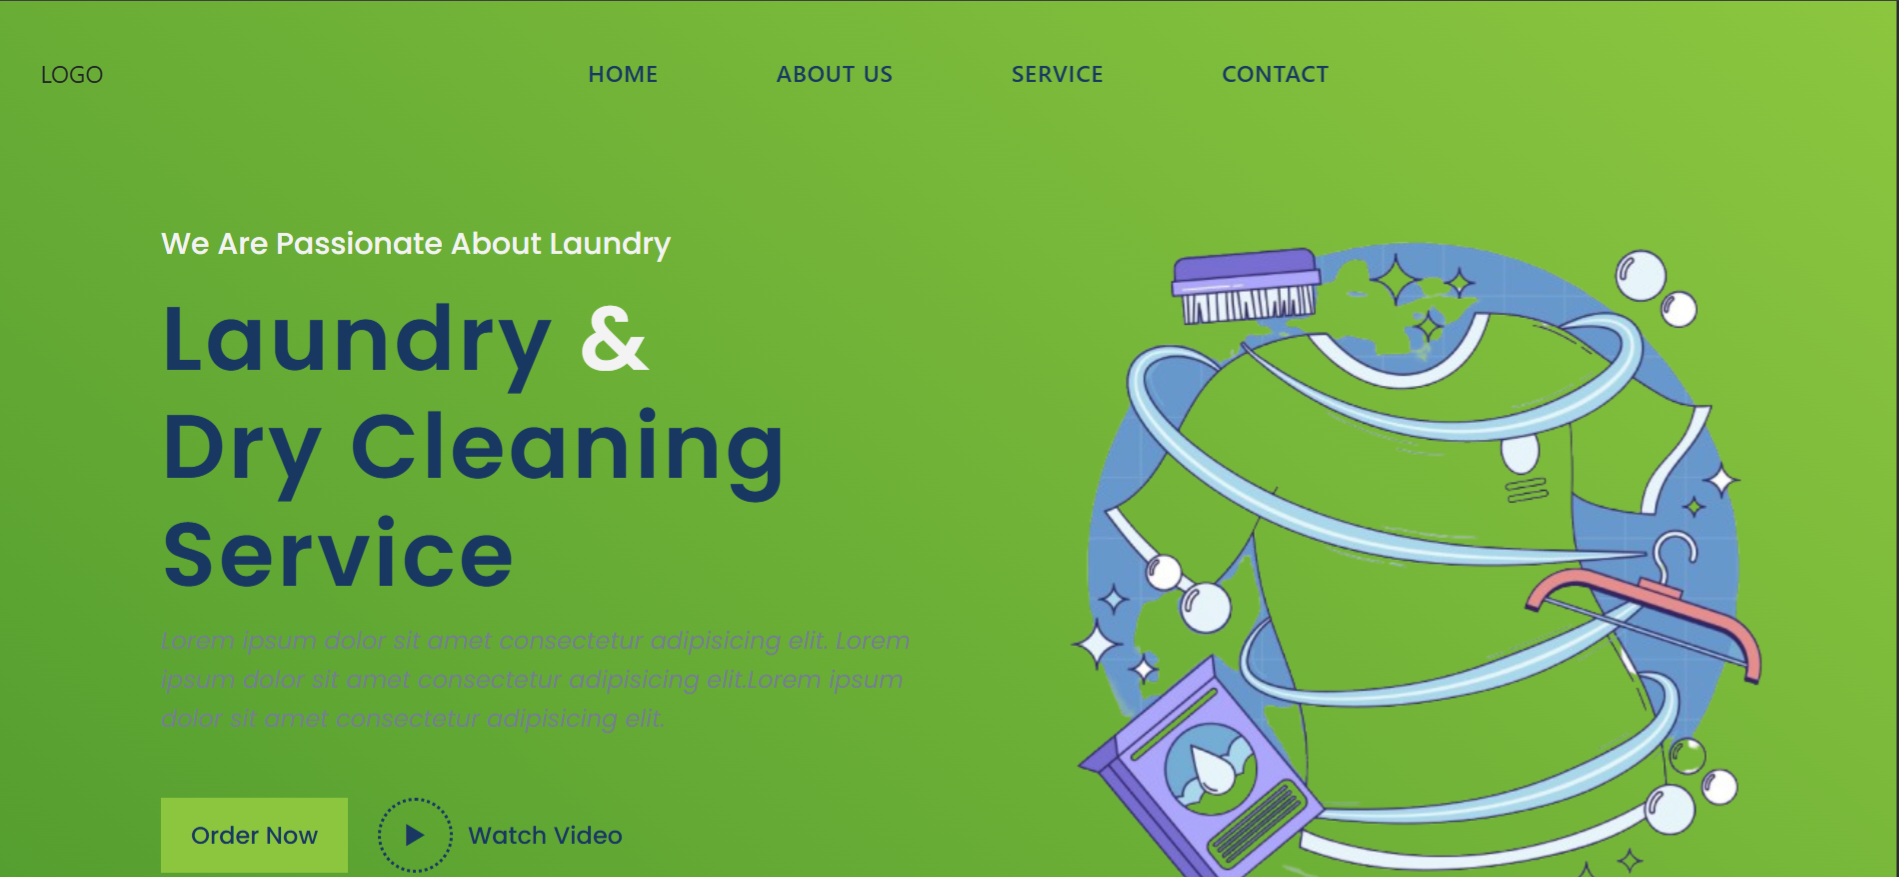 LOGO
HOME ABOUT US SERVICE CONTACT
We Are Passionate About Laundry
Laundry &
Dry Cleaning
Service
Lorem ipsum dolor sit amet consectetur adipisicing elit. Lorem
ipsum dolor sit amet consectetur adipisicing elit.Lorem ipsum
dolor sit amet consectetur adipisicing elit.
Order Now
Watch Video